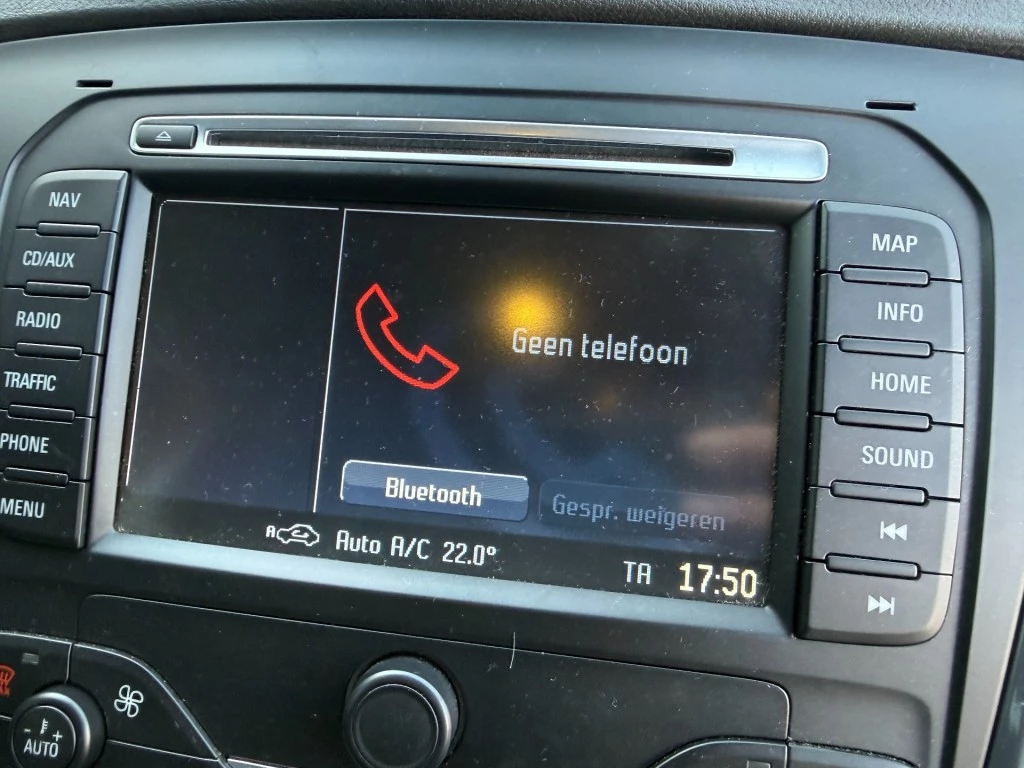 NAV
CD/AUX
RADIO
TRAFFIC
PHONE
MENU
Geen telefoon
Bluetooth
Gespr. weigeren
A
Auto A/C 22.0°
TA 17:50
MAP
INFO
HOME
SOUND
- +
AUTO